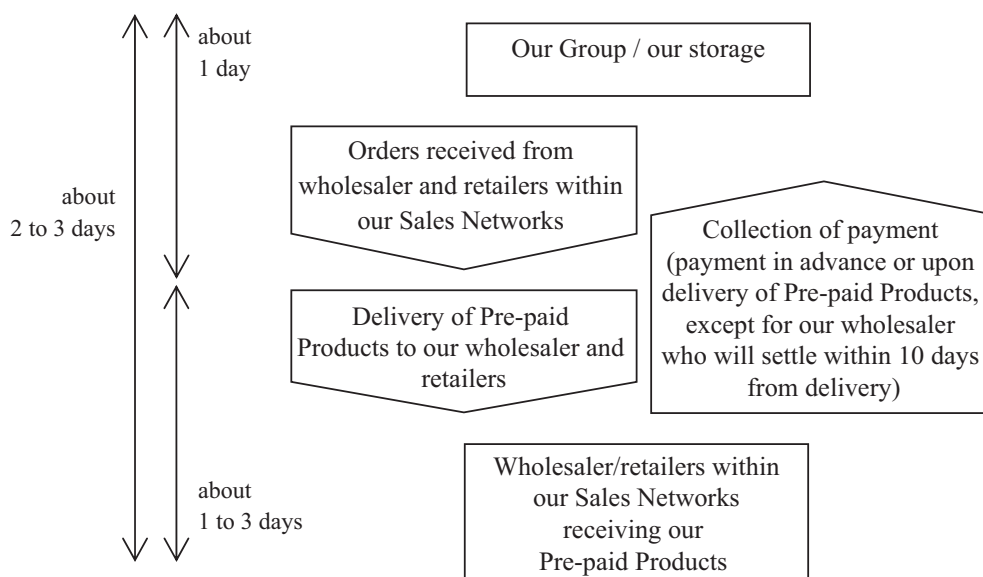 about
1 day
Our Group / our storage
Orders received from
wholesaler and retailers within
our Sales Networks
about
2 to 3 days
Collection of payment
(payment in advance or upon
delivery of Pre-paid Products,
except for our wholesaler
who will settle within 10 days
from delivery)
Delivery of Pre-paid
Products to our wholesaler and
retailers
about
1 to 3 days
Wholesaler/retailers within
our Sales Networks
receiving our
Pre-paid Products